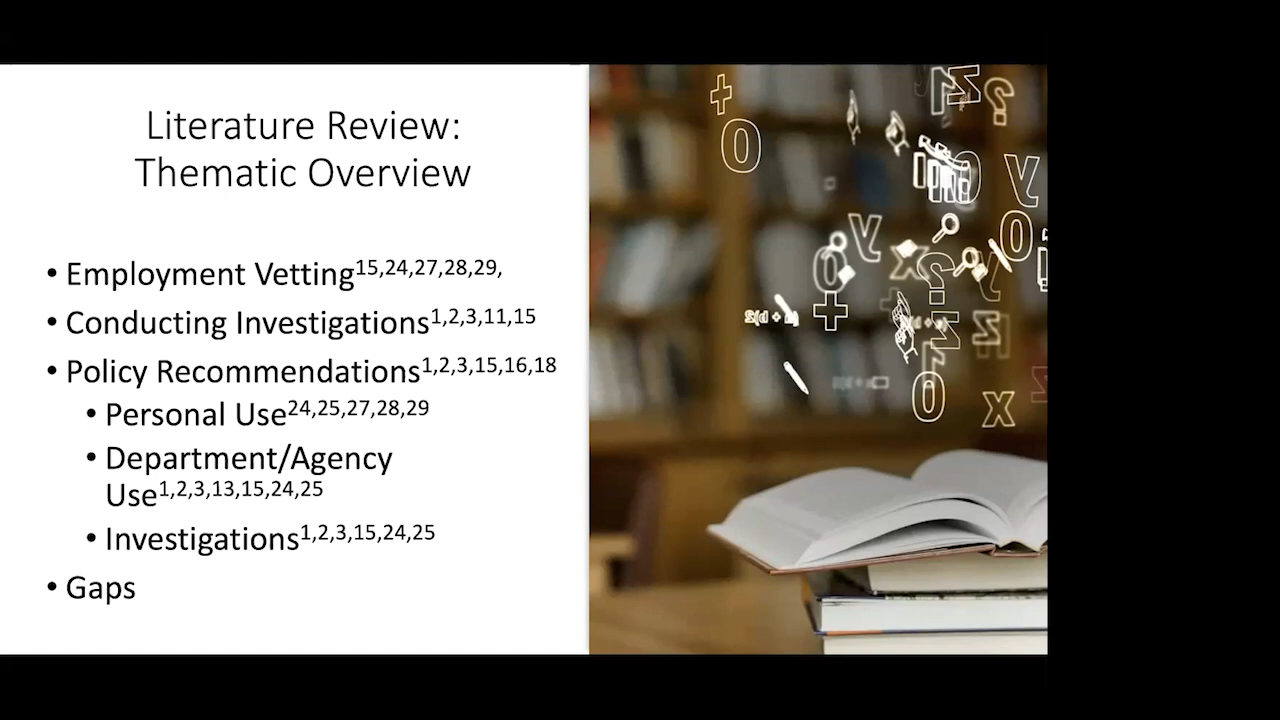 Literature Review:
Thematic Overview
• Employment Vetting15,24,27,28,29,
• Conducting Investigations1,2,3,11,15
• Policy Recommendations1,2,3,15,16,18
• Personal Use24,25,27,28,29
• Department/Agency
Use1,2,3,13,15,24,25
• Investigations1,2,3,15,24,25
• Gaps